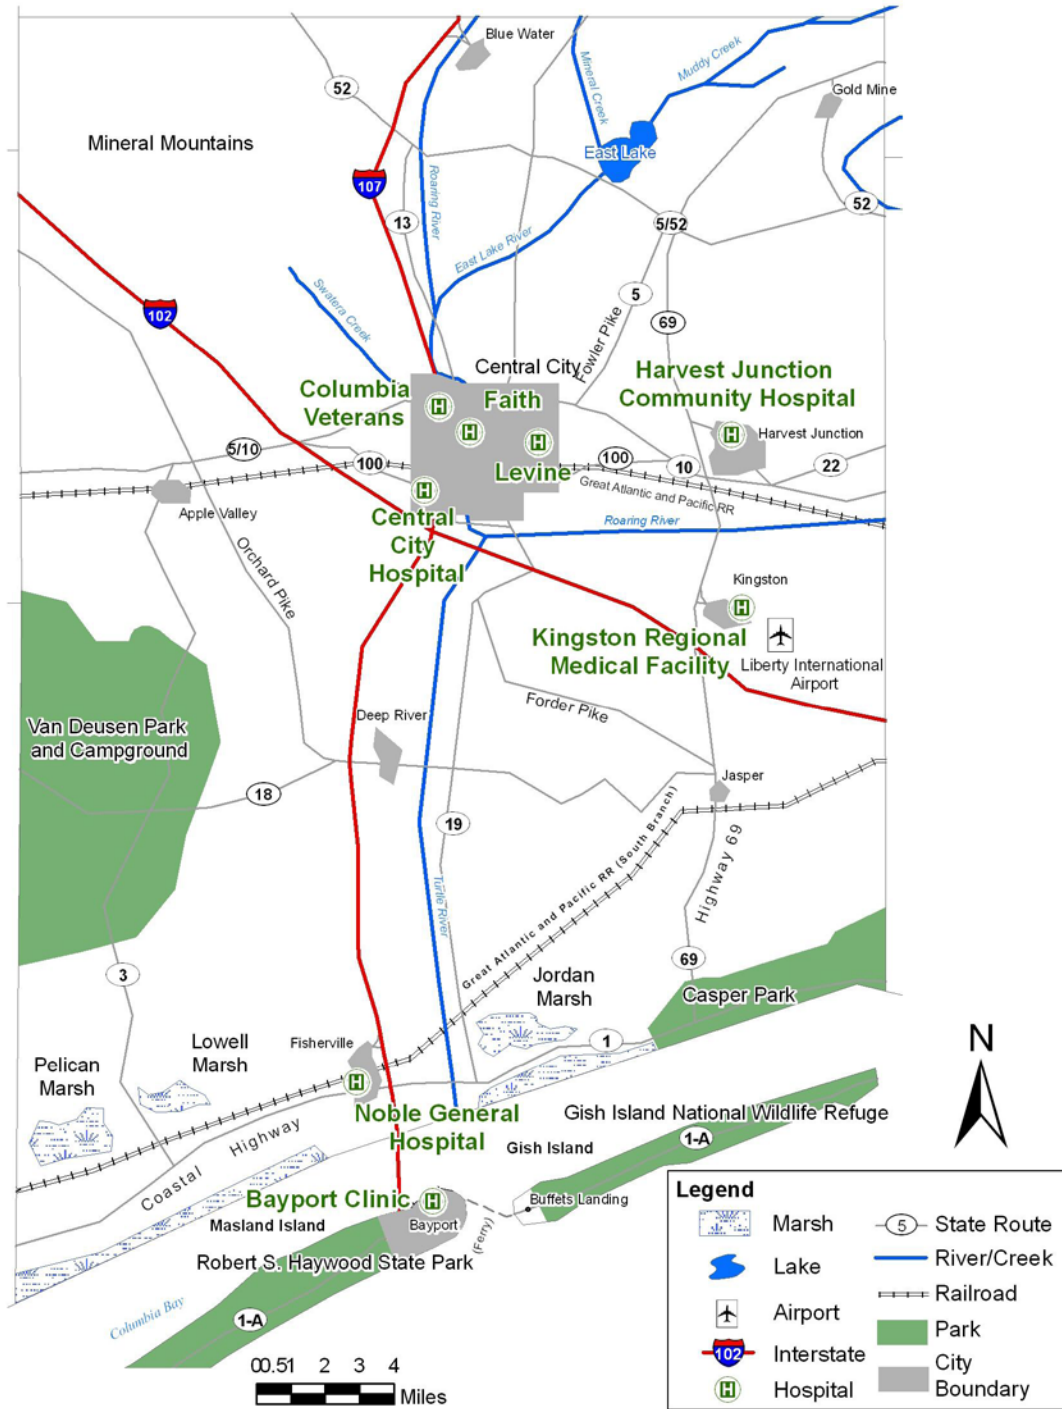 Blue Water
Muddy Creek
Mineral Creek
52
Gold Mine
Mineral Mountains
East Lake
107
Roaring River
13
5/52
52
East Lake River
Swatera Creek
102
5
69
Fowler Pike
Central City
Harvest Junction
Community Hospital
Columbia
Veterans
Faith
H
H
H
H
Harvest Junction
5/10
100
Levine
100
10
22
H
Great Atlantic and Pacific RR
Apple Valley
Central
City
Hospital
Roaring River
Orchard Pike
Kingston
H
Kingston Regional
Medical Facility
Liberty International
Airport
Forder Pike
Deep River
Van Deusen Park
and Campground
18
Jasper
19
Great Atlantic and Pacific RR (South Branch)
Highway 69
Turtle River
3
69
Jordan
Marsh
Casper Park
Lowell
Marsh
Fisherville
1
Pelican
Marsh
H
Noble General
Hospital
Gish Island National Wildlife Refuge
1-A
Coastal Highway
Gish Island
Bayport Clinic
H
Buffets Landing
Masland Island
Bayport
(Ferry)
Robert S. Haywood State Park
Columbia Bay
1-A
N
00.51 2 3 4
Miles
Legend
Marsh
Lake
Airport
102
Interstate
H
Hospital
5
State Route
River/Creek
Railroad
Park
City
Boundary